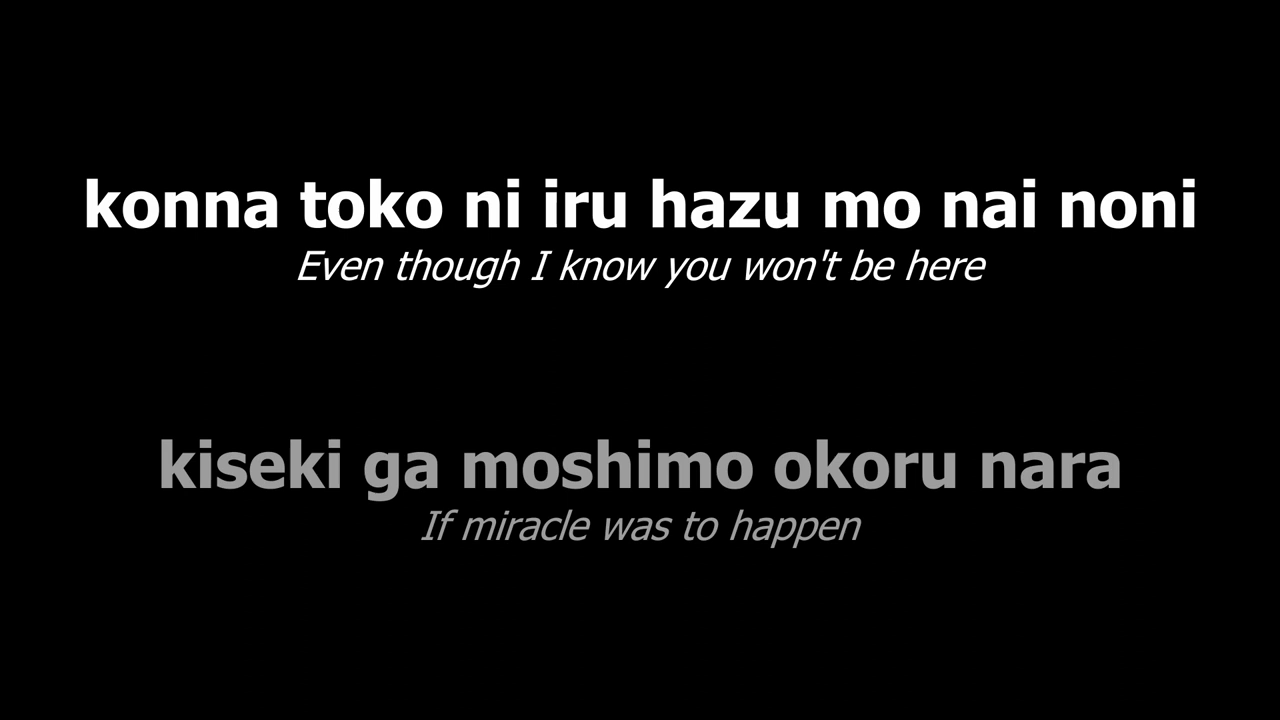 konna toko ni iru hazu mo nai noni
Even though I know you won't be here
kiseki ga moshimo okoru nara
If miracle was to happen